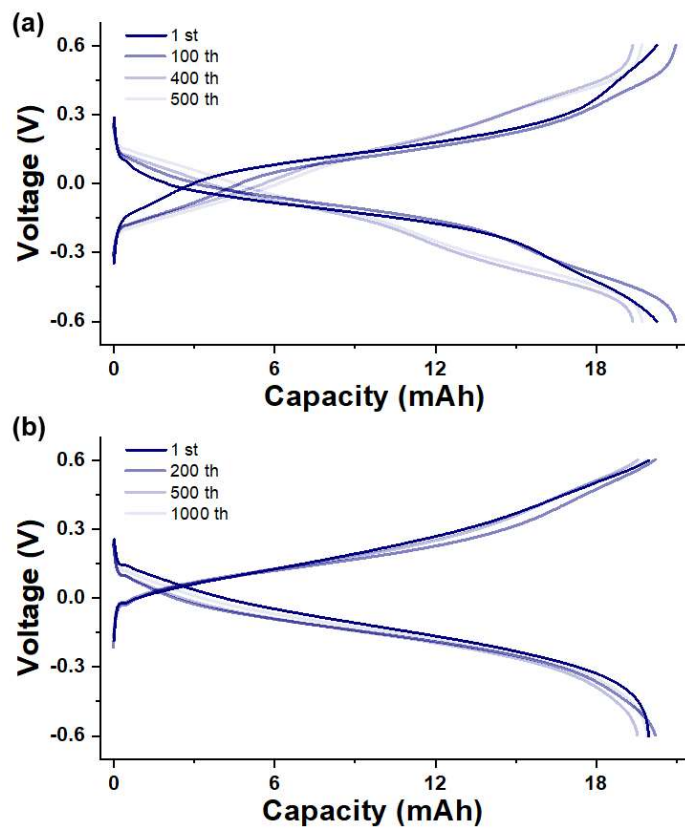 (a)
1 st
100 th
400 th
500 th
0.6
0.3
0.0
-0.3
-0.6
Voltage (V)
0
6
12
18
Capacity (mAh)
(b)
1 st
200 th
500 th
1000 th
0.6
0.3
0.0
-0.3
-0.6
Voltage (V)
0
6
12
18
Capacity (mAh)